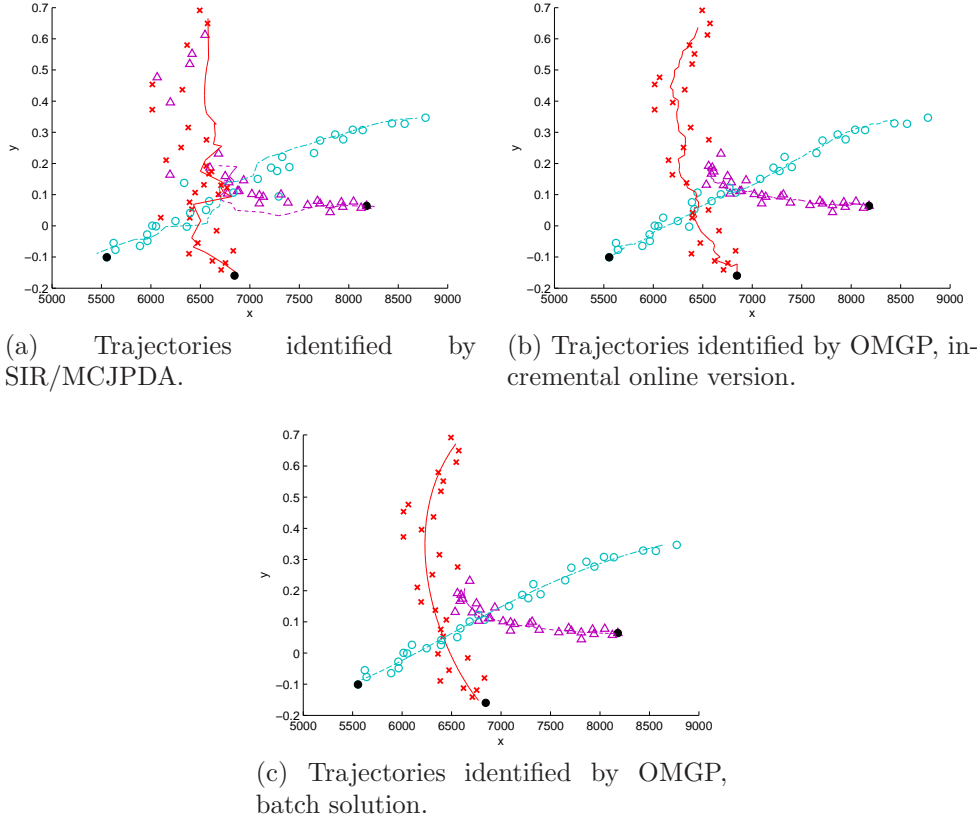 0.7
0.6
0.5
0.4
0.3
0.2
0.1
0
−0.1
−0.2
y
5000 5500 6000 6500 7000 7500 8000 8500 9000
x
(a) Trajectories identified by
SIR/MCJPDA.
0.7
0.6
0.5
0.4
0.3
0.2
0.1
0
−0.1
−0.2
y
5000 5500 6000 6500 7000 7500 8000 8500 9000
x
(b) Trajectories identified by OMGP, in-
cremental online version.
0.7
0.6
0.5
0.4
0.3
0.2
0.1
0
−0.1
−0.2
y
5000 5500 6000 6500 7000 7500 8000 8500 9000
x
(c) Trajectories identified by OMGP,
batch solution.